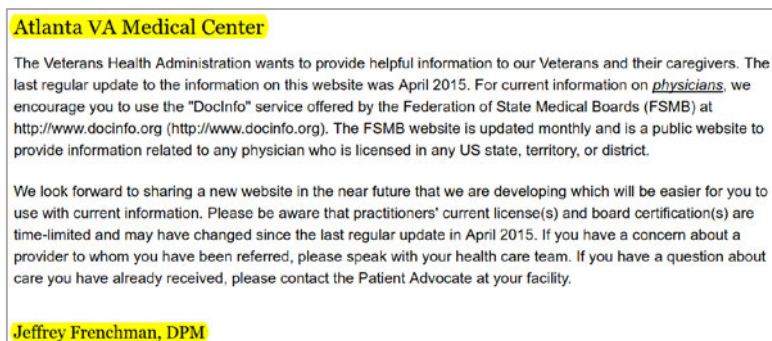 Atlanta VA Medical Center
The Veterans Health Administration wants to provide helpful information to our Veterans and their caregivers. The
last regular update to the information on this website was April 2015. For current information on physicians, we
encourage you to use the "DocInfo" service offered by the Federation of State Medical Boards (FSMB) at
http://www.docinfo.org (http://www.docinfo.org). The FSMB website is updated monthly and is a public website to
provide information related to any physician who is licensed in any US state, territory, or district.
We look forward to sharing a new website in the near future that we are developing which will be easier for you to
use with current information. Please be aware that practitioners' current license(s) and board certification(s) are
time-limited and may have changed since the last regular update in April 2015. If you have a concern about a
provider to whom you have been referred, please speak with your health care team. If you have a question about
care you have already received, please contact the Patient Advocate at your facility.
Jeffrey Frenchman, DPM